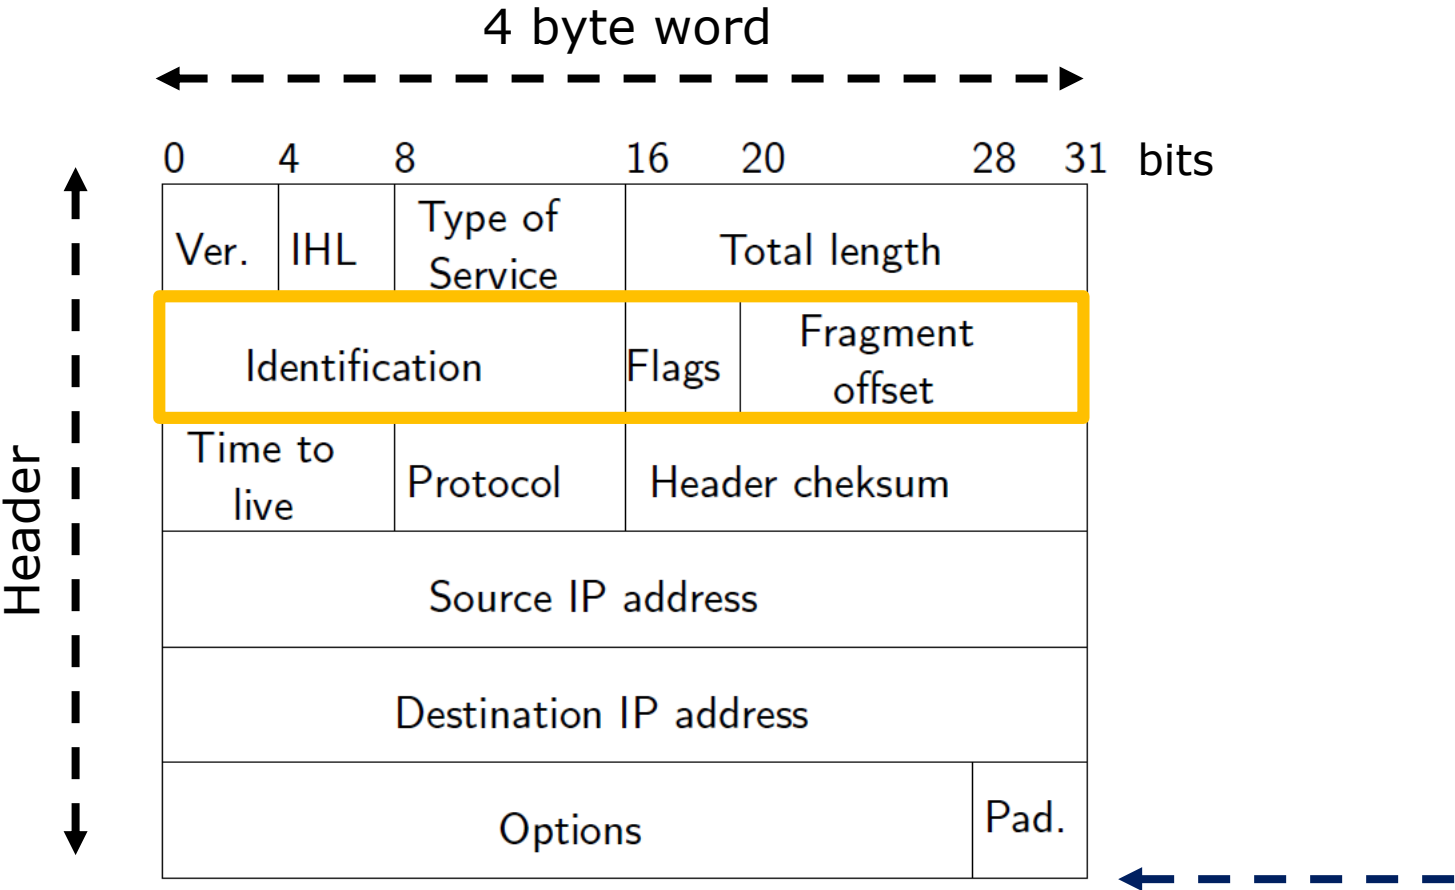 4 byte word
0 4 8 16 20 28 31 bits
Ver. IHL Type of Service Total length
Identification Flags Fragment offset
Time to live Protocol Header cheksum
Source IP address
Destination IP address
Options Pad.
Header